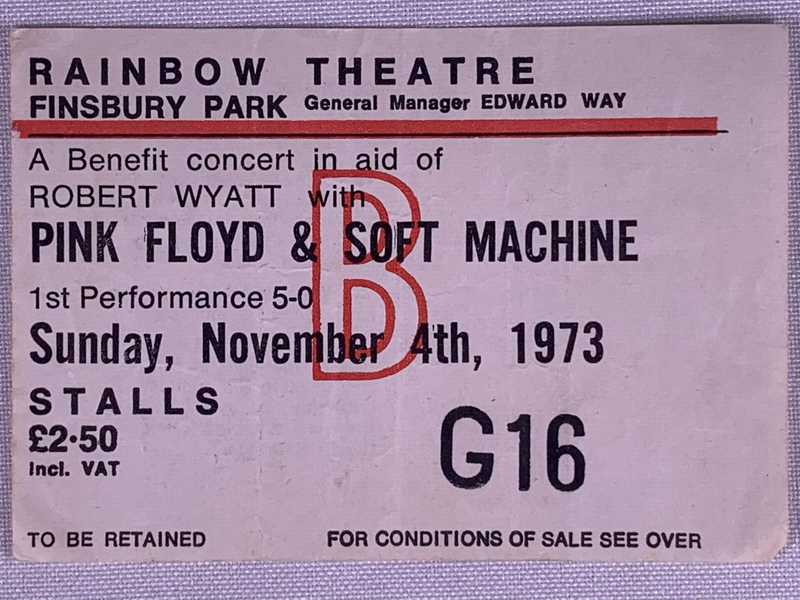 RAINBOW THEATRE
FINSBURY PARK General Manager EDWARD WAY
A Benefit concert in aid of
ROBERT WYATT with
PINK FLOYD & SOFT MACHINE
1st Performance 5-0
Sunday, November 4th, 1973
B
STALLS
£2·50
Incl. VAT
G16
TO BE RETAINED FOR CONDITIONS OF SALE SEE OVER